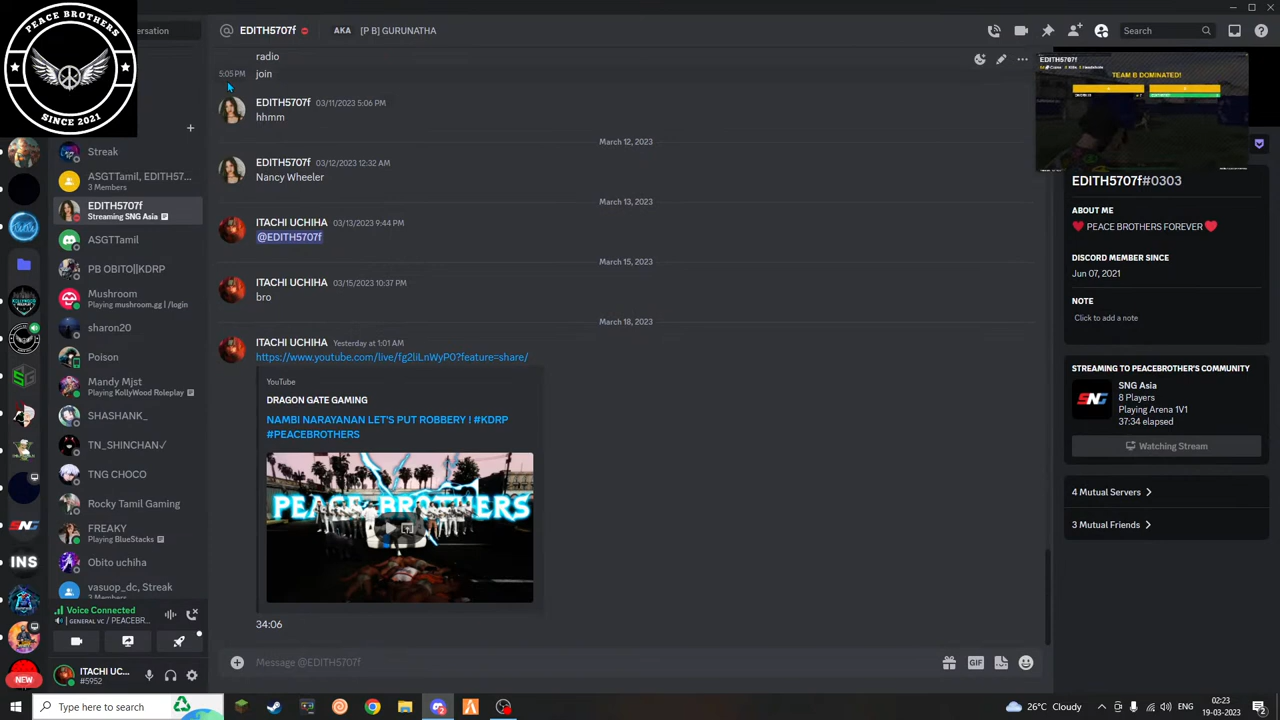 PEACE BROTHERS
SINCE 2021
EDITH5707f
AKA
[P B] GURUNATHA
Search
Streak
ASGTTamil, EDITH57...
3 Members
EDITH5707f
Streaming SNG Asia
ASGTTamil
PB OBITO||KDRP
Mushroom
Playing mushroom.gg | /login
sharon20
Poison
Mandy Mjst
Playing KollyWood Roleplay
SHASHANK_
TN_SHINCHAN✓
TNG CHOCO
Rocky Tamil Gaming
FREAKY
Playing BlueStacks
Obito uchiha
vasuop_dc, Streak
Voice Connected
GENERAL VC / PEACEBR...
ITACHI UC...
#5952
NEW
SNG
INS
radio
5:05 PM
join
EDITH5707f 03/11/2023 5:06 PM
hhmm
March 12, 2023
EDITH5707f 03/12/2023 12:32 AM
Nancy Wheeler
March 13, 2023
ITACHI UCHIHA 03/13/2023 9:44 PM
@EDITH5707f
March 15, 2023
ITACHI UCHIHA 03/15/2023 10:37 PM
bro
March 18, 2023
ITACHI UCHIHA Yesterday at 1:01 AM
https://www.youtube.com/live/fg2liLnWyP0?feature=share/
YouTube
DRAGON GATE GAMING
NAMBI NARAYANAN LET'S PUT ROBBERY ! #KDRP
#PEACEBROTHERS
PEACE BROTHERS
34:06
Message @EDITH5707f
GIF
EDITH5707f
TEAM B DOMINATED!
EDITH5707f#0303
ABOUT ME
❤️ PEACE BROTHERS FOREVER ❤️
DISCORD MEMBER SINCE
Jun 07, 2021
NOTE
Click to add a note
STREAMING TO PEACEBROTHER'S COMMUNITY
SNG
SNG Asia
8 Players
Playing Arena 1V1
37:34 elapsed
Watching Stream
4 Mutual Servers
3 Mutual Friends
Type here to search
26°C Cloudy
ENG
02:23
19-03-2023
2